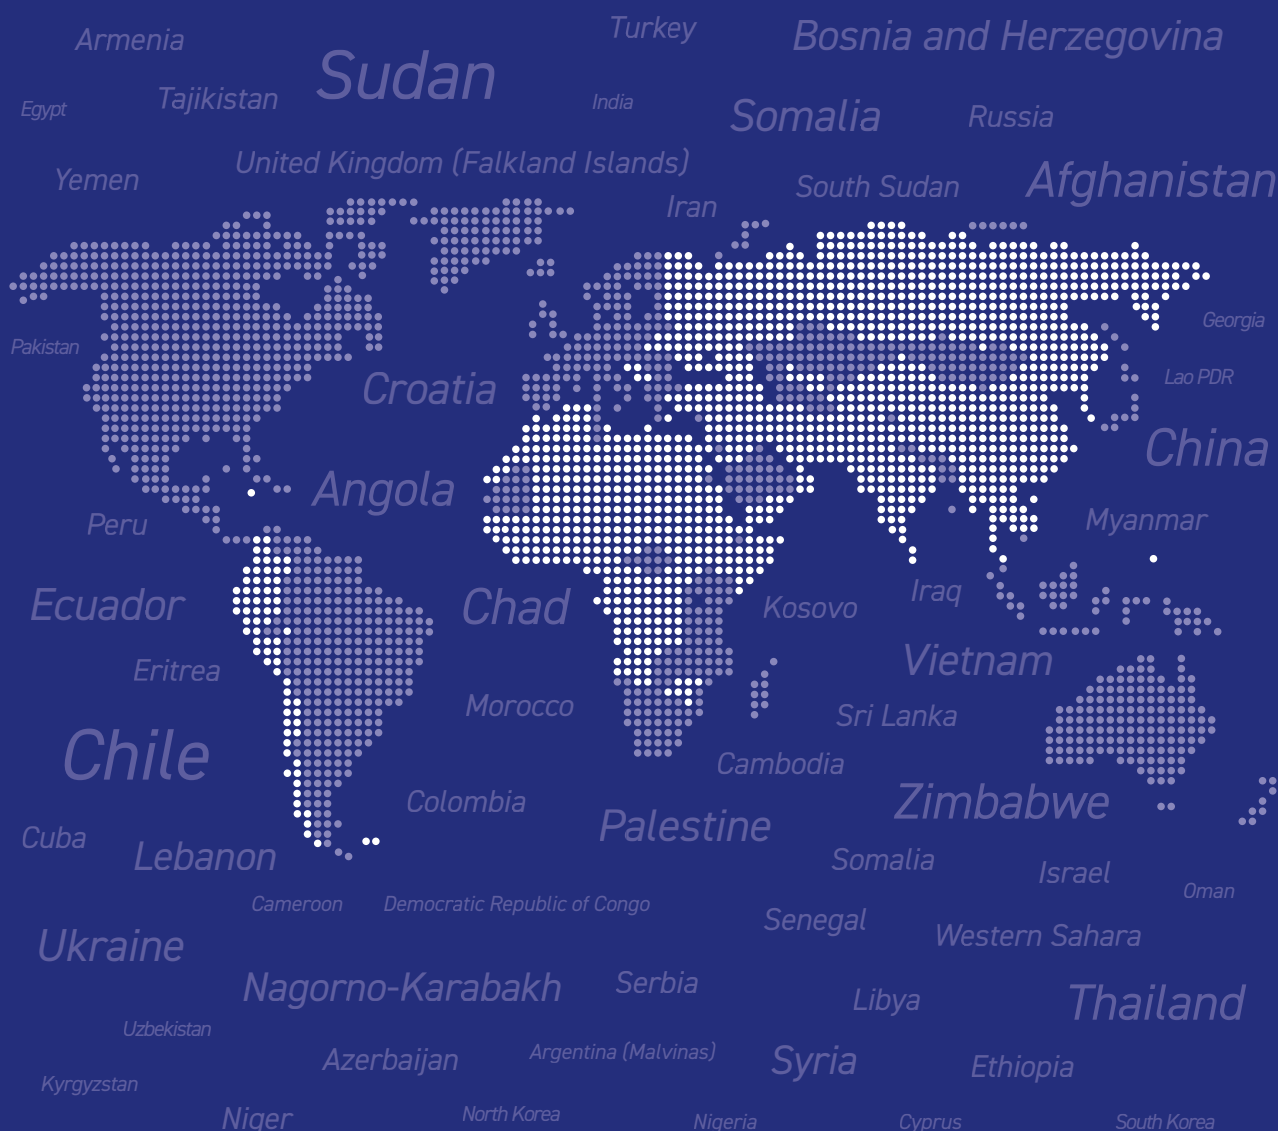 Turkey
Armenia
Bosnia and Herzegovina
Sudan
Tajikistan
India
Egypt
Somalia
Russia
United Kingdom (Falkland Islands)
Yemen
South Sudan
Afghanistan
Iran
Georgia
Pakistan
Lao PDR
Croatia
China
Angola
Peru
Myanmar
Iraq
Ecuador
Chad
Kosovo
Eritrea
Vietnam
Morocco
Sri Lanka
Chile
Cambodia
Colombia
Zimbabwe
Palestine
Cuba
Lebanon
Somalia
Israel
Oman
Cameroon
Democratic Republic of Congo
Senegal
Western Sahara
Ukraine
Nagorno-Karabakh
Serbia
Libya
Thailand
Uzbekistan
Azerbaijan
Argentina (Malvinas)
Syria
Ethiopia
Kyrgyzstan
Niger
North Korea
Nigeria
Cyprus
South Korea